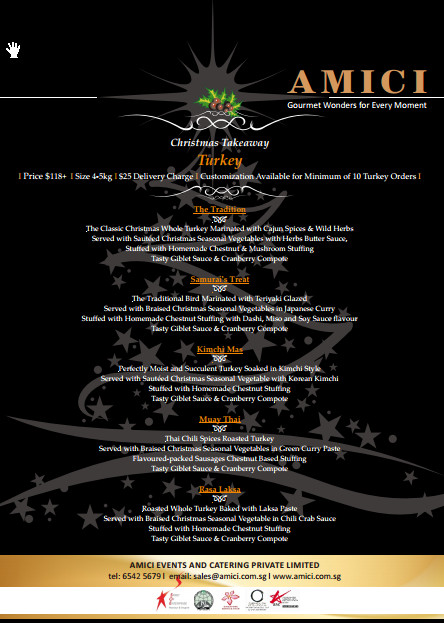 AMICI
Gourmet Wonders for Every Moment
Christmas Takeaway
Turkey
| Price $118+ | Size 4-5kg | $25 Delivery Charge | Customization Available for Minimum of 10 Turkey Orders |
The Tradition
The Classic Christmas Whole Turkey Marinated with Cajun Spices & Wild Herbs
Served with Sautéed Christmas Seasonal Vegetables with Herbs Butter Sauce,
Stuffed with Homemade Chestnut & Mushroom Stuffing
Tasty Giblet Sauce & Cranberry Compote
Samurai's Treat
The Traditional Bird Marinated with Teriyaki Glazed
Served with Braised Christmas Seasonal Vegetables in Japanese Curry
Stuffed with Homemade Chestnut Stuffing with Dashi, Miso and Soy Sauce flavour
Tasty Giblet Sauce & Cranberry Compote
Kimchi Mas
Perfectly Moist and Succulent Turkey Soaked in Kimchi Style
Served with Sautéed Christmas Seasonal Vegetable with Korean Kimchi
Stuffed with Homemade Chestnut Stuffing
Tasty Giblet Sauce & Cranberry Compote
Muay Thai
Thai Chili Spices Roasted Turkey
Served with Braised Christmas Seasonal Vegetables in Green Curry Paste
Flavoured-packed Sausages Chestnut Based Stuffing
Tasty Giblet Sauce & Cranberry Compote
Rasa Laksa
Roasted Whole Turkey Baked with Laksa Paste
Served with Braised Christmas Seasonal Vegetable in Chili Crab Sauce
Stuffed with Homemade Chestnut Stuffing
Tasty Giblet Sauce & Cranberry Compote
AMICI EVENTS AND CATERING PRIVATE LIMITED
tel: 6542 5679 | email: sales@amici.com.sg | www.amici.com.sg